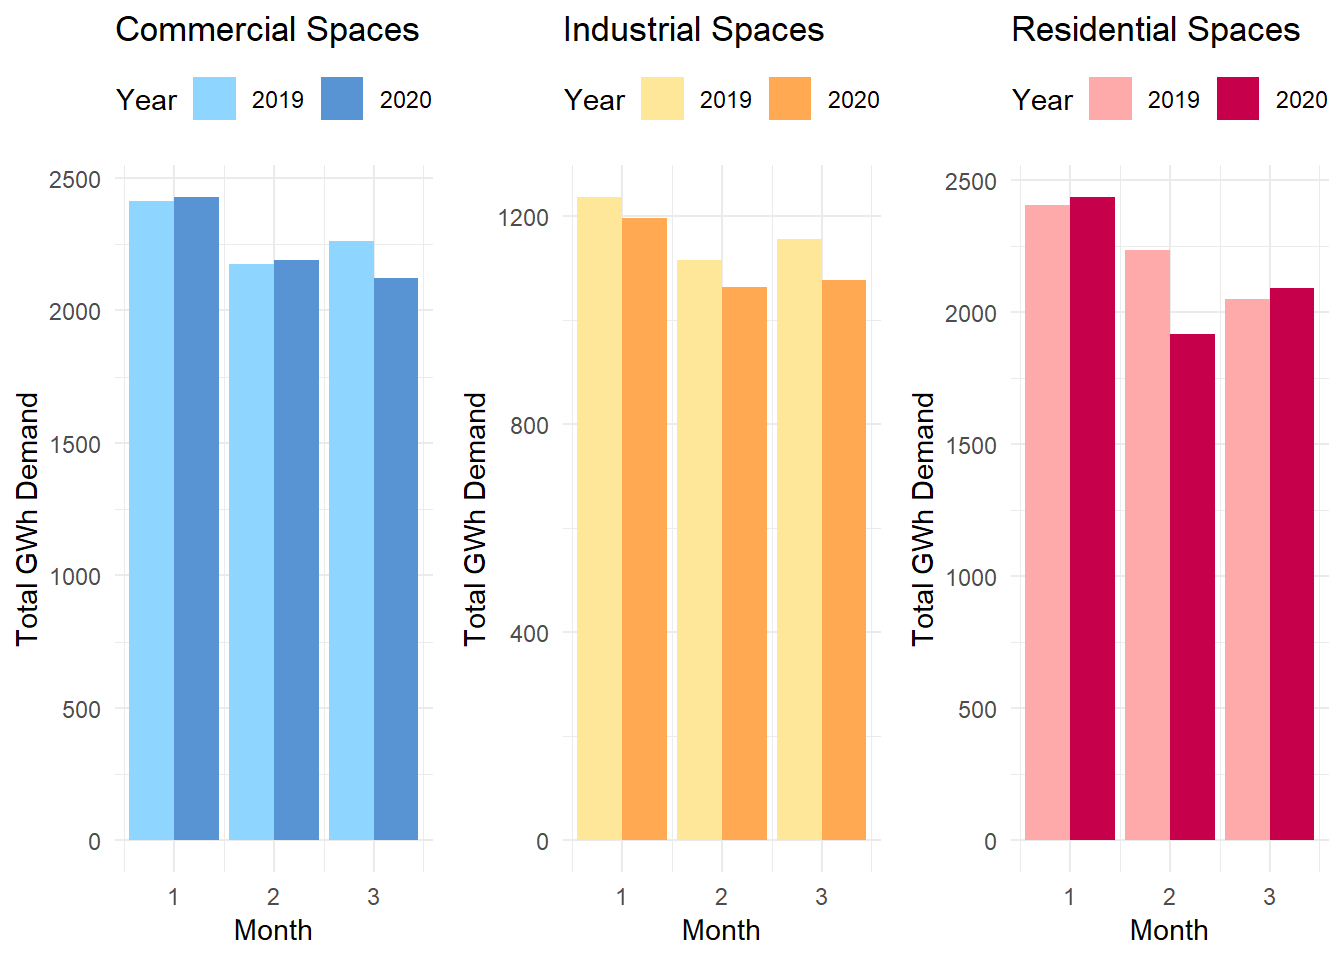 Commercial Spaces
Year 2019 2020
2500
2000
1500
1000
500
0
Total GWh Demand
1 2 3
Month
Industrial Spaces
Year 2019 2020
1200
800
400
0
Total GWh Demand
1 2 3
Month
Residential Spaces
Year 2019 2020
2500
2000
1500
1000
500
0
Total GWh Demand
1 2 3
Month